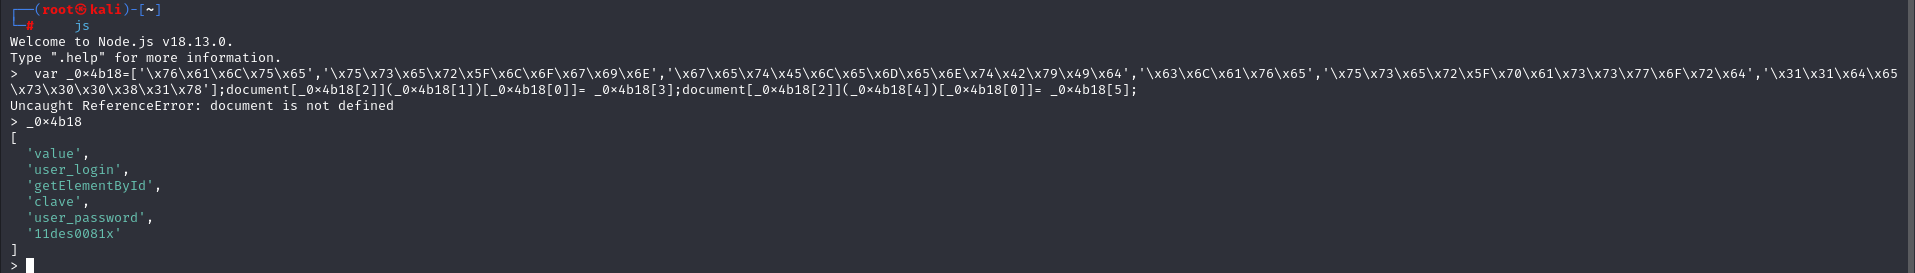 ┌──(root㉿kali)-[~]
└─# js
Welcome to Node.js v18.13.0.
Type ".help" for more information.
>  var _0×4b18=['\x76\x61\x6C\x75\x65','\x75\x73\x65\x72\x5F\x6C\x6F\x67\x69\x6E','\x67\x65\x74\x45\x6C\x65\x6D\x65\x6E\x74\x42\x79\x49\x64','\x63\x6C\x61\x76\x65','\x75\x73\x65\x72\x5F\x70\x61\x73\x73\x77\x6F\x72\x64','\x31\x31\x64\x65
\x73\x30\x30\x38\x31\x78'];document[_0×4b18[2]](_0×4b18[1])[_0×4b18[0]]= _0×4b18[3];document[_0×4b18[2]](_0×4b18[4])[_0×4b18[0]]= _0×4b18[5];
Uncaught ReferenceError: document is not defined
> _0×4b18
[
  'value',
  'user_login',
  'getElementById',
  'clave',
  'user_password',
  '11des0081x'
]
>